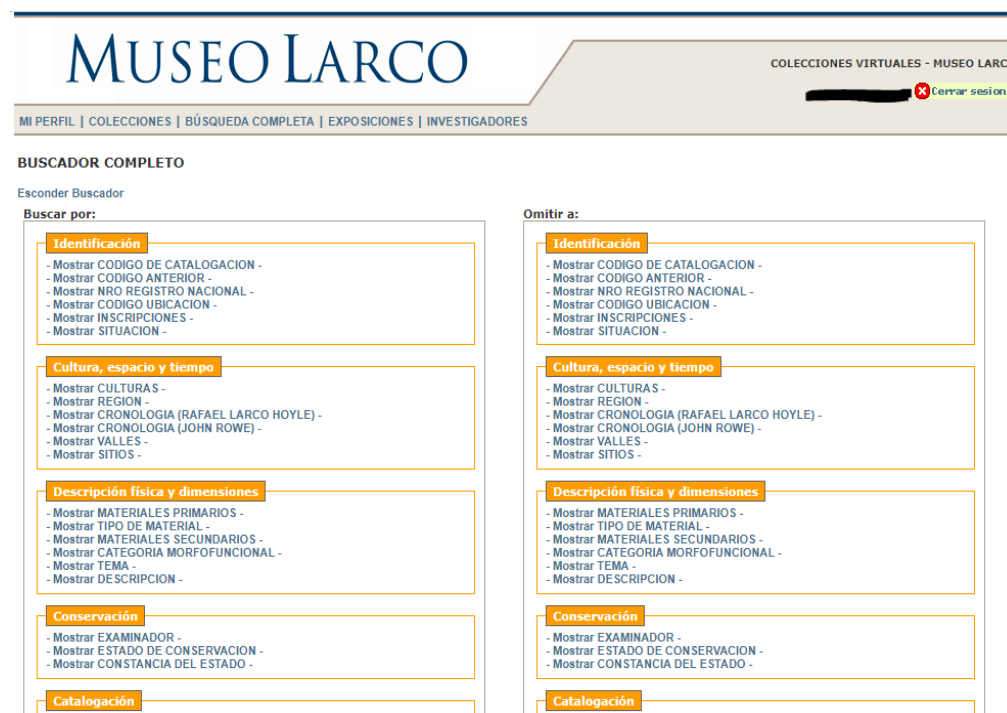 MUSEO LARCO
COLECCIONES VIRTUALES - MUSEO LARC
Cerrar sesion
MI PERFIL | COLECCIONES | BÚSQUEDA COMPLETA | EXPOSICIONES | INVESTIGADORES
BUSCADOR COMPLETO
Esconder Buscador
Buscar por:
Identificación
- Mostrar CODIGO DE CATALOGACION -
- Mostrar CODIGO ANTERIOR -
- Mostrar NRO REGISTRO NACIONAL -
- Mostrar CODIGO UBICACION -
- Mostrar INSCRIPCIONES -
- Mostrar SITUACION -
Cultura, espacio y tiempo
- Mostrar CULTURAS -
- Mostrar REGION -
- Mostrar CRONOLOGIA (RAFAEL LARCO HOYLE) -
- Mostrar CRONOLOGIA (JOHN ROWE) -
- Mostrar VALLES -
- Mostrar SITIOS -
Descripción física y dimensiones
- Mostrar MATERIALES PRIMARIOS -
- Mostrar TIPO DE MATERIAL -
- Mostrar MATERIALES SECUNDARIOS -
- Mostrar CATEGORIA MORFOFUNCIONAL -
- Mostrar TEMA -
- Mostrar DESCRIPCION -
Conservación
- Mostrar EXAMINADOR -
- Mostrar ESTADO DE CONSERVACION -
- Mostrar CONSTANCIA DEL ESTADO -
Catalogación
Omitir a:
Identificación
- Mostrar CODIGO DE CATALOGACION -
- Mostrar CODIGO ANTERIOR -
- Mostrar NRO REGISTRO NACIONAL -
- Mostrar CODIGO UBICACION -
- Mostrar INSCRIPCIONES -
- Mostrar SITUACION -
Cultura, espacio y tiempo
- Mostrar CULTURAS -
- Mostrar REGION -
- Mostrar CRONOLOGIA (RAFAEL LARCO HOYLE) -
- Mostrar CRONOLOGIA (JOHN ROWE) -
- Mostrar VALLES -
- Mostrar SITIOS -
Descripción física y dimensiones
- Mostrar MATERIALES PRIMARIOS -
- Mostrar TIPO DE MATERIAL -
- Mostrar MATERIALES SECUNDARIOS -
- Mostrar CATEGORIA MORFOFUNCIONAL -
- Mostrar TEMA -
- Mostrar DESCRIPCION -
Conservación
- Mostrar EXAMINADOR -
- Mostrar ESTADO DE CONSERVACION -
- Mostrar CONSTANCIA DEL ESTADO -
Catalogación